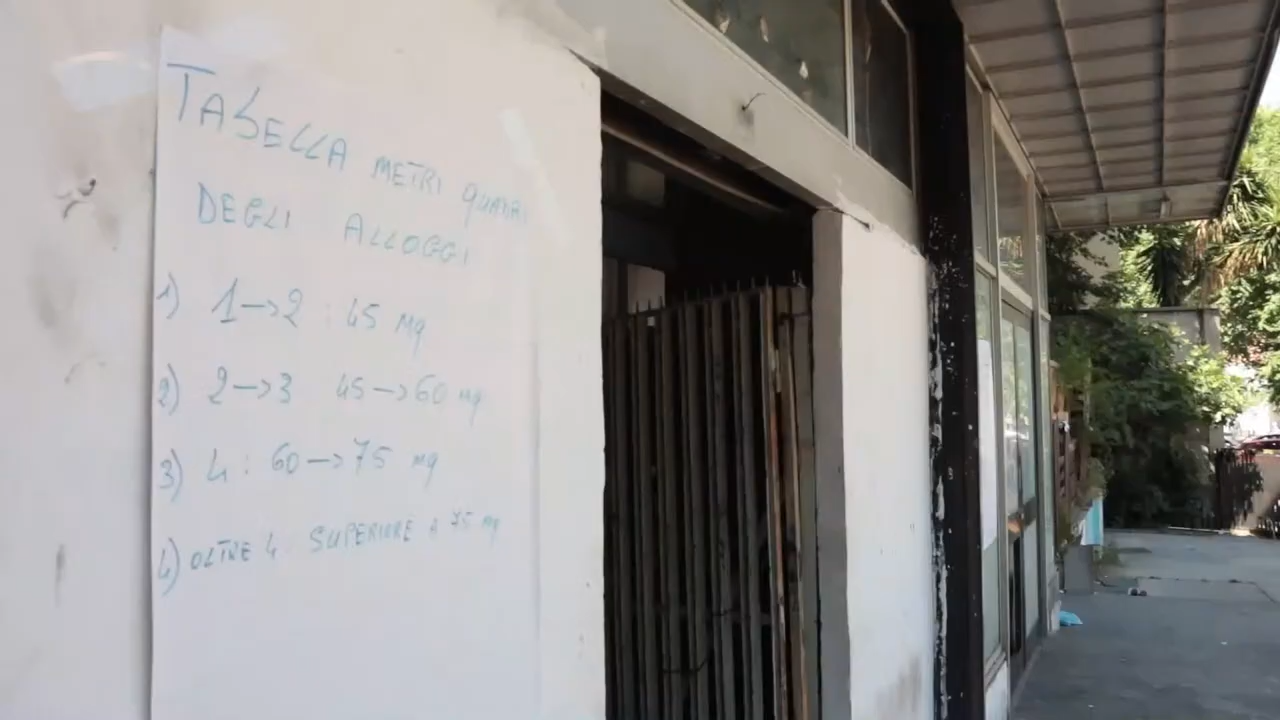 TABELLA METRI QUADRI
DEGLI ALLOGGI
1) 1→2 : 45 mq
2) 2→3 45→60 mq
3) 4 : 60→75 mq
4) OLTRE 4 SUPERIORE A 75 mq